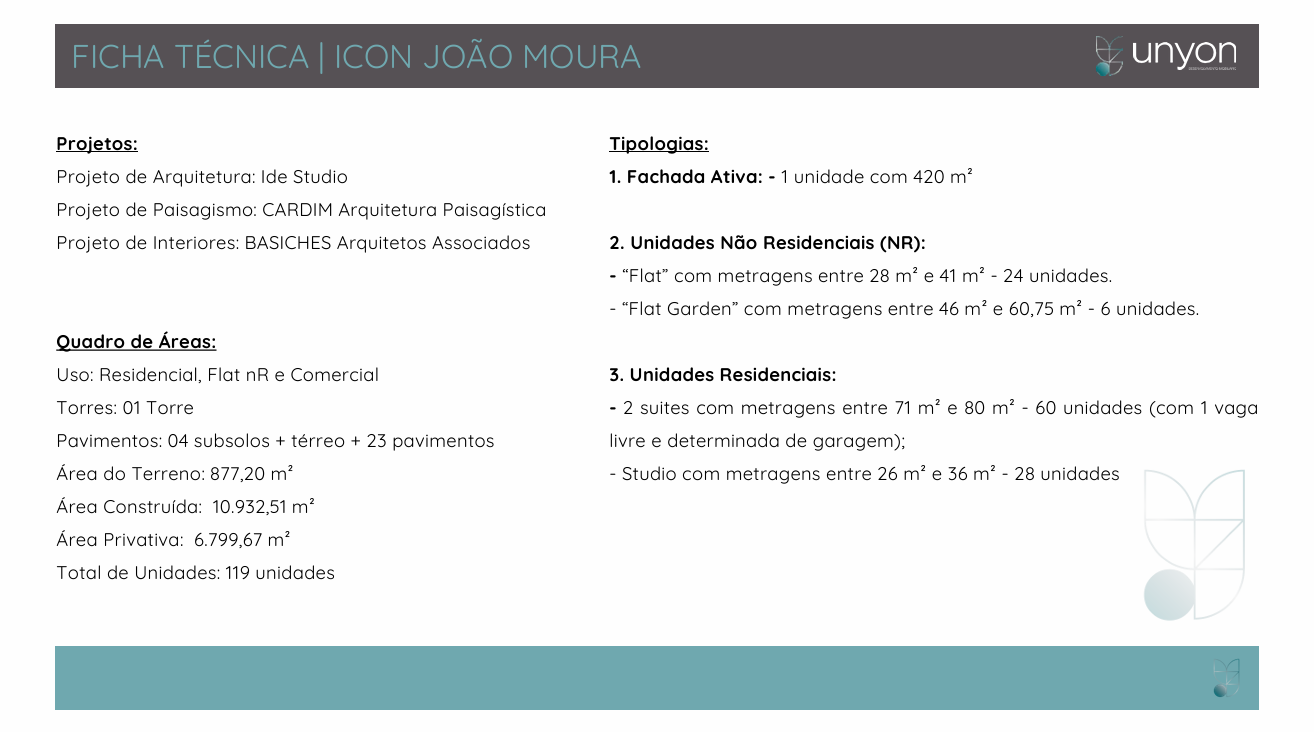 FICHA TÉCNICA | ICON JOÃO MOURA
unyon
Projetos:
Projeto de Arquitetura: Ide Studio
Projeto de Paisagismo: CARDIM Arquitetura Paisagística
Projeto de Interiores: BASICHES Arquitetos Associados
Quadro de Áreas:
Uso: Residencial, Flat nR e Comercial
Torres: 01 Torre
Pavimentos: 04 subsolos + térreo + 23 pavimentos
Área do Terreno: 877,20 m²
Área Construída:  10.932,51 m²
Área Privativa:  6.799,67 m²
Total de Unidades: 119 unidades
Tipologias:
1. Fachada Ativa: - 1 unidade com 420 m²
2. Unidades Não Residenciais (NR):
- “Flat” com metragens entre 28 m² e 41 m² - 24 unidades.
- “Flat Garden” com metragens entre 46 m² e 60,75 m² - 6 unidades.
3. Unidades Residenciais:
- 2 suites com metragens entre 71 m² e 80 m² - 60 unidades (com 1 vaga
livre e determinada de garagem);
- Studio com metragens entre 26 m² e 36 m² - 28 unidades